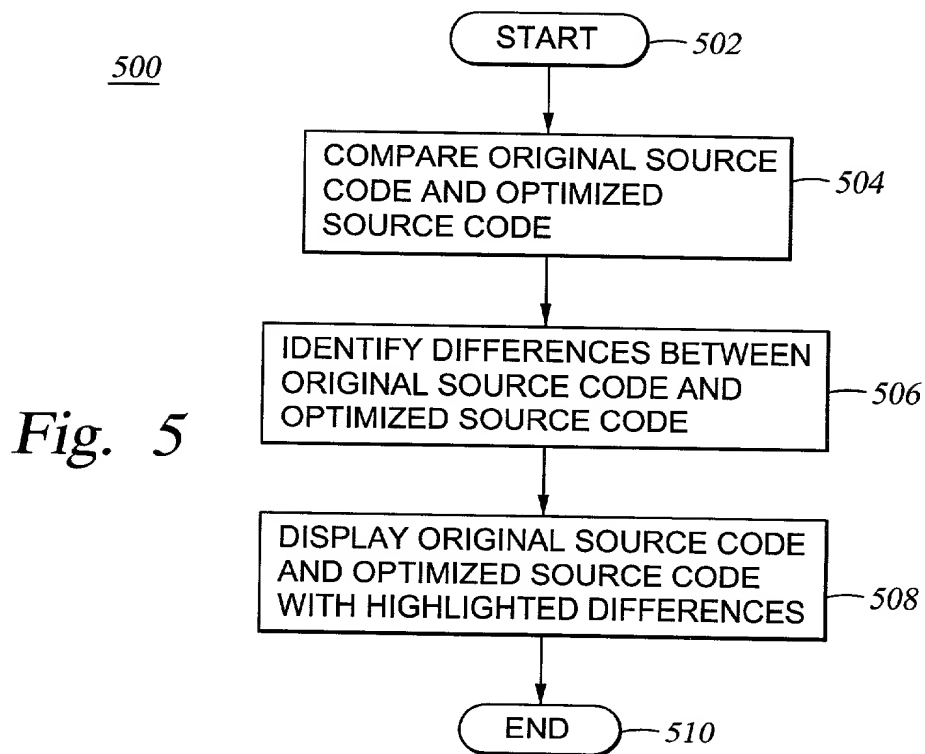 START
502
500
COMPARE ORIGINAL SOURCE
CODE AND OPTIMIZED
SOURCE CODE
504
IDENTIFY DIFFERENCES BETWEEN
ORIGINAL SOURCE CODE AND
OPTIMIZED SOURCE CODE
506
Fig. 5
DISPLAY ORIGINAL SOURCE CODE
AND OPTIMIZED SOURCE CODE
WITH HIGHLIGHTED DIFFERENCES
508
END
510